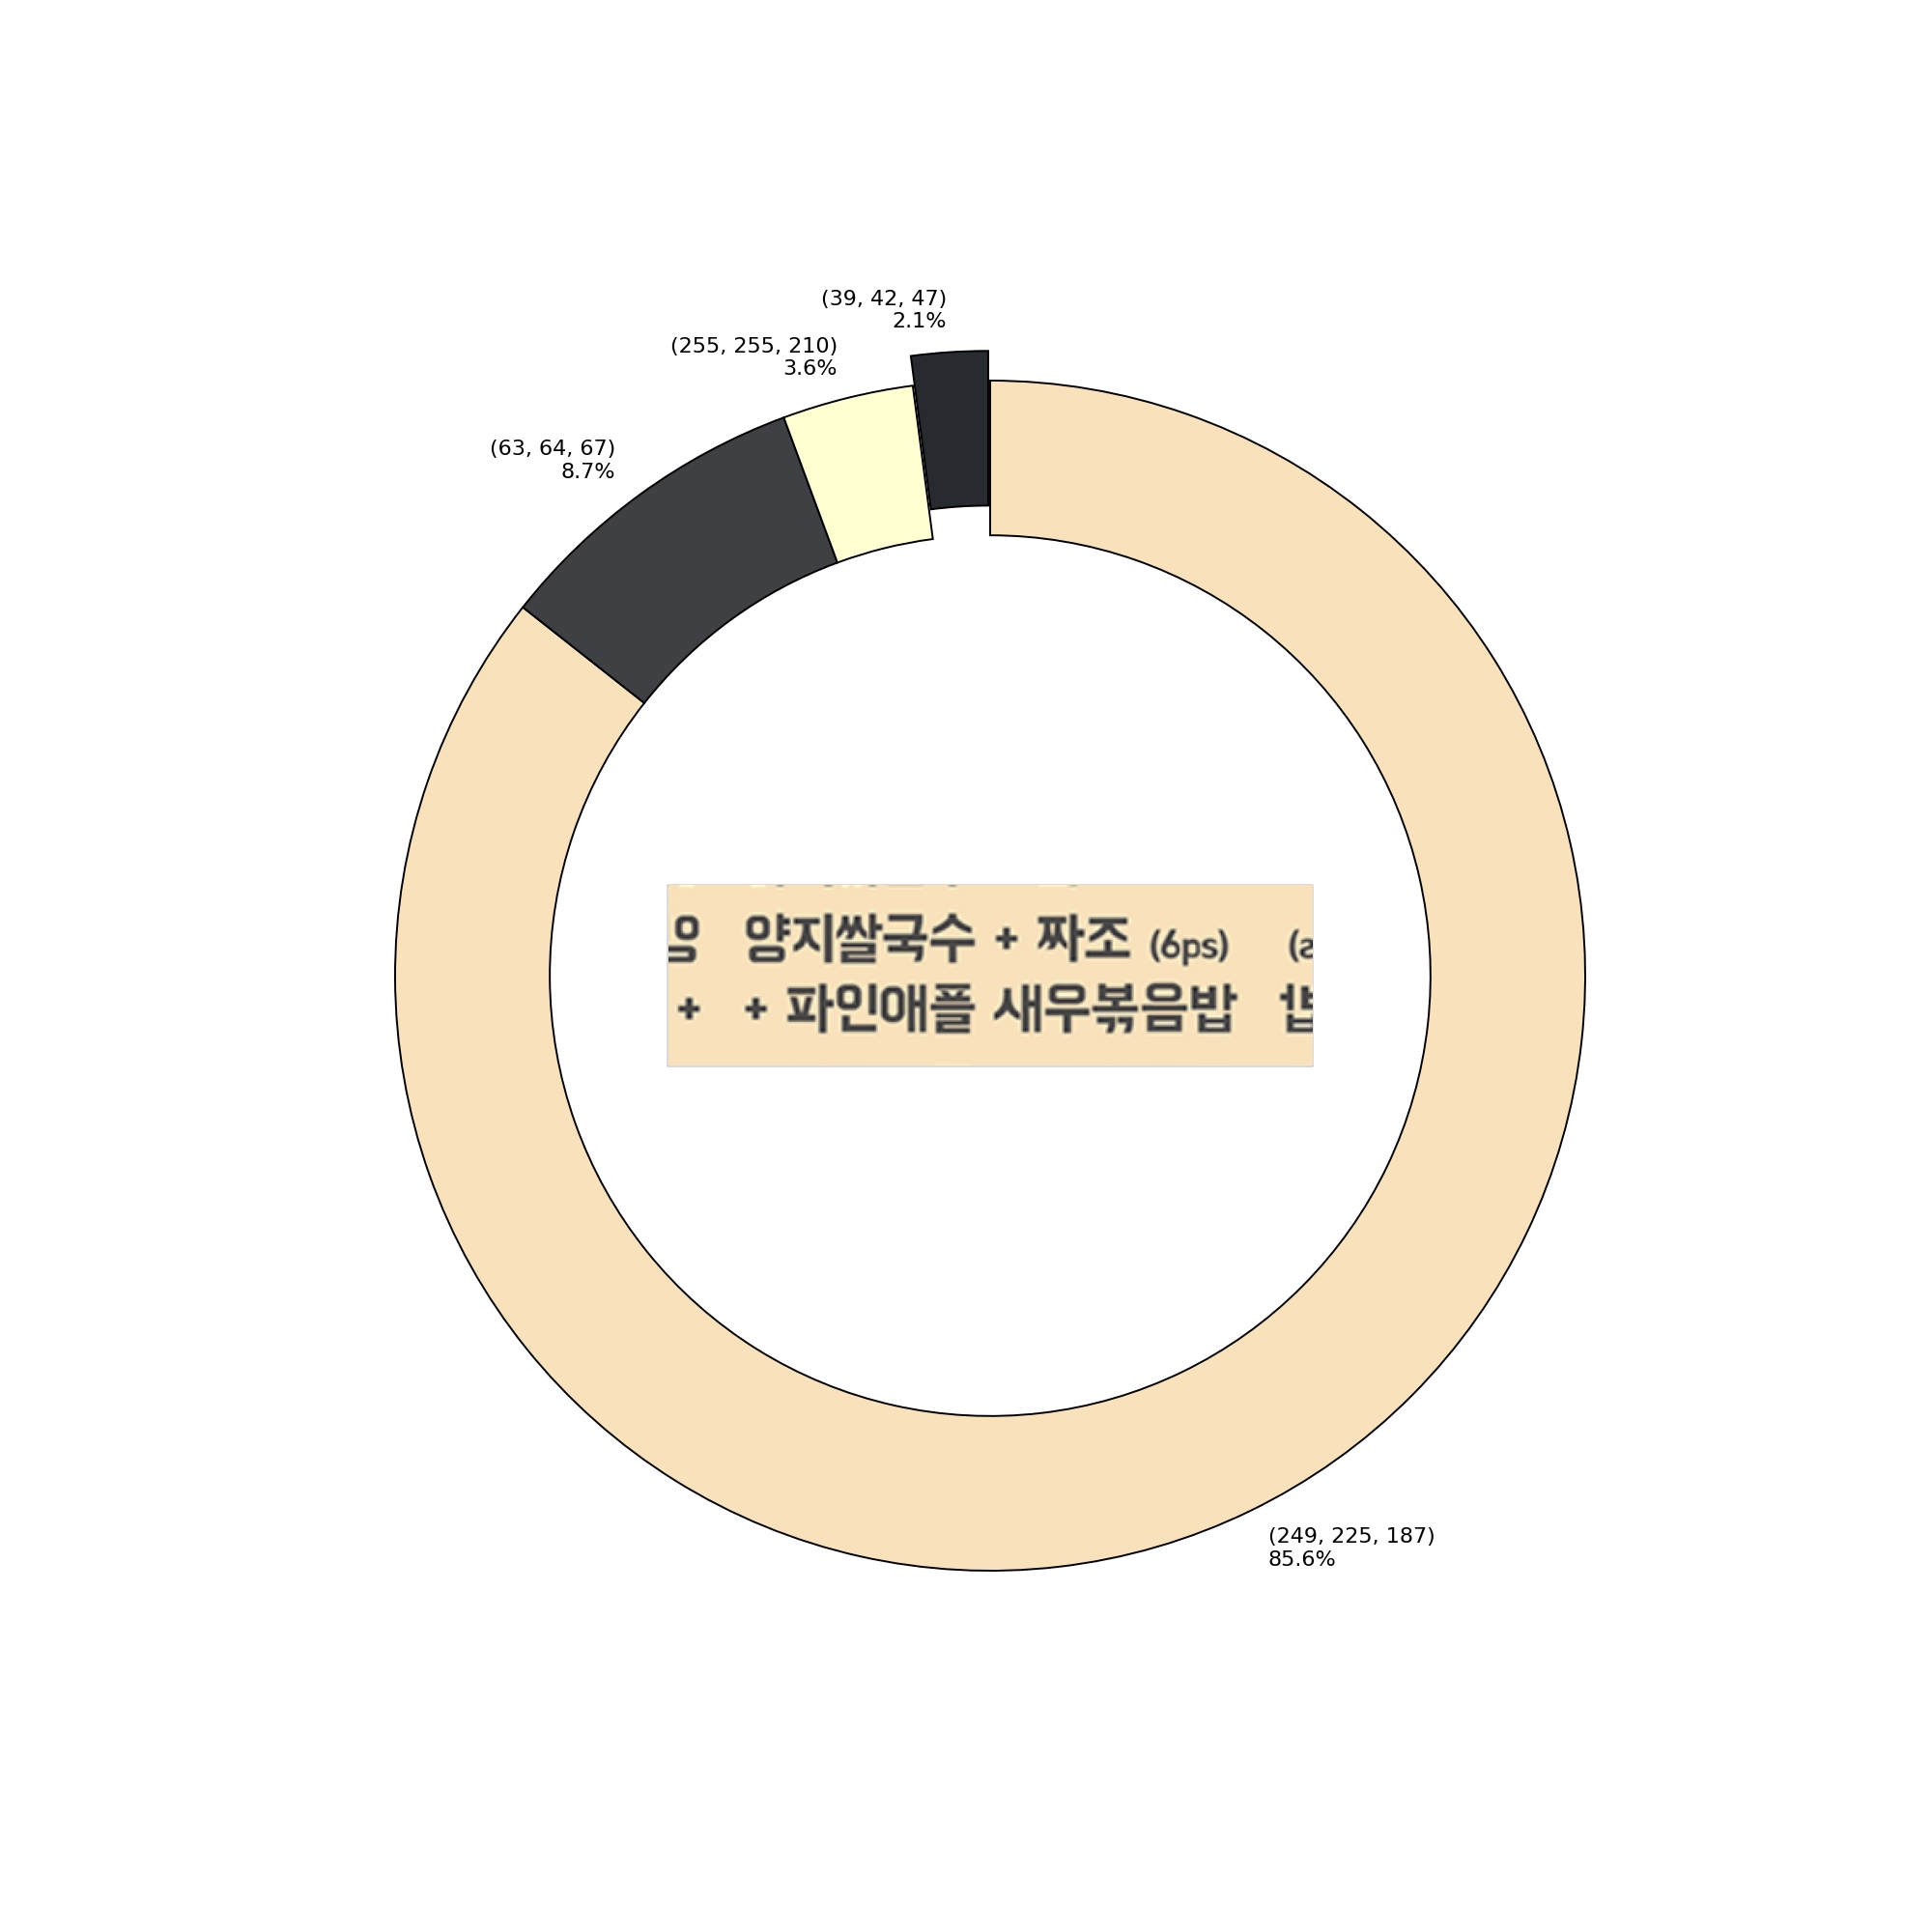 (39, 42, 47)
2.1%
(255, 255, 210)
3.6%
(63, 64, 67)
8.7%
양지쌀국수 + 짜조 (6ps)
+ + 파인애플 새우볶음밥
(249, 225, 187)
85.6%